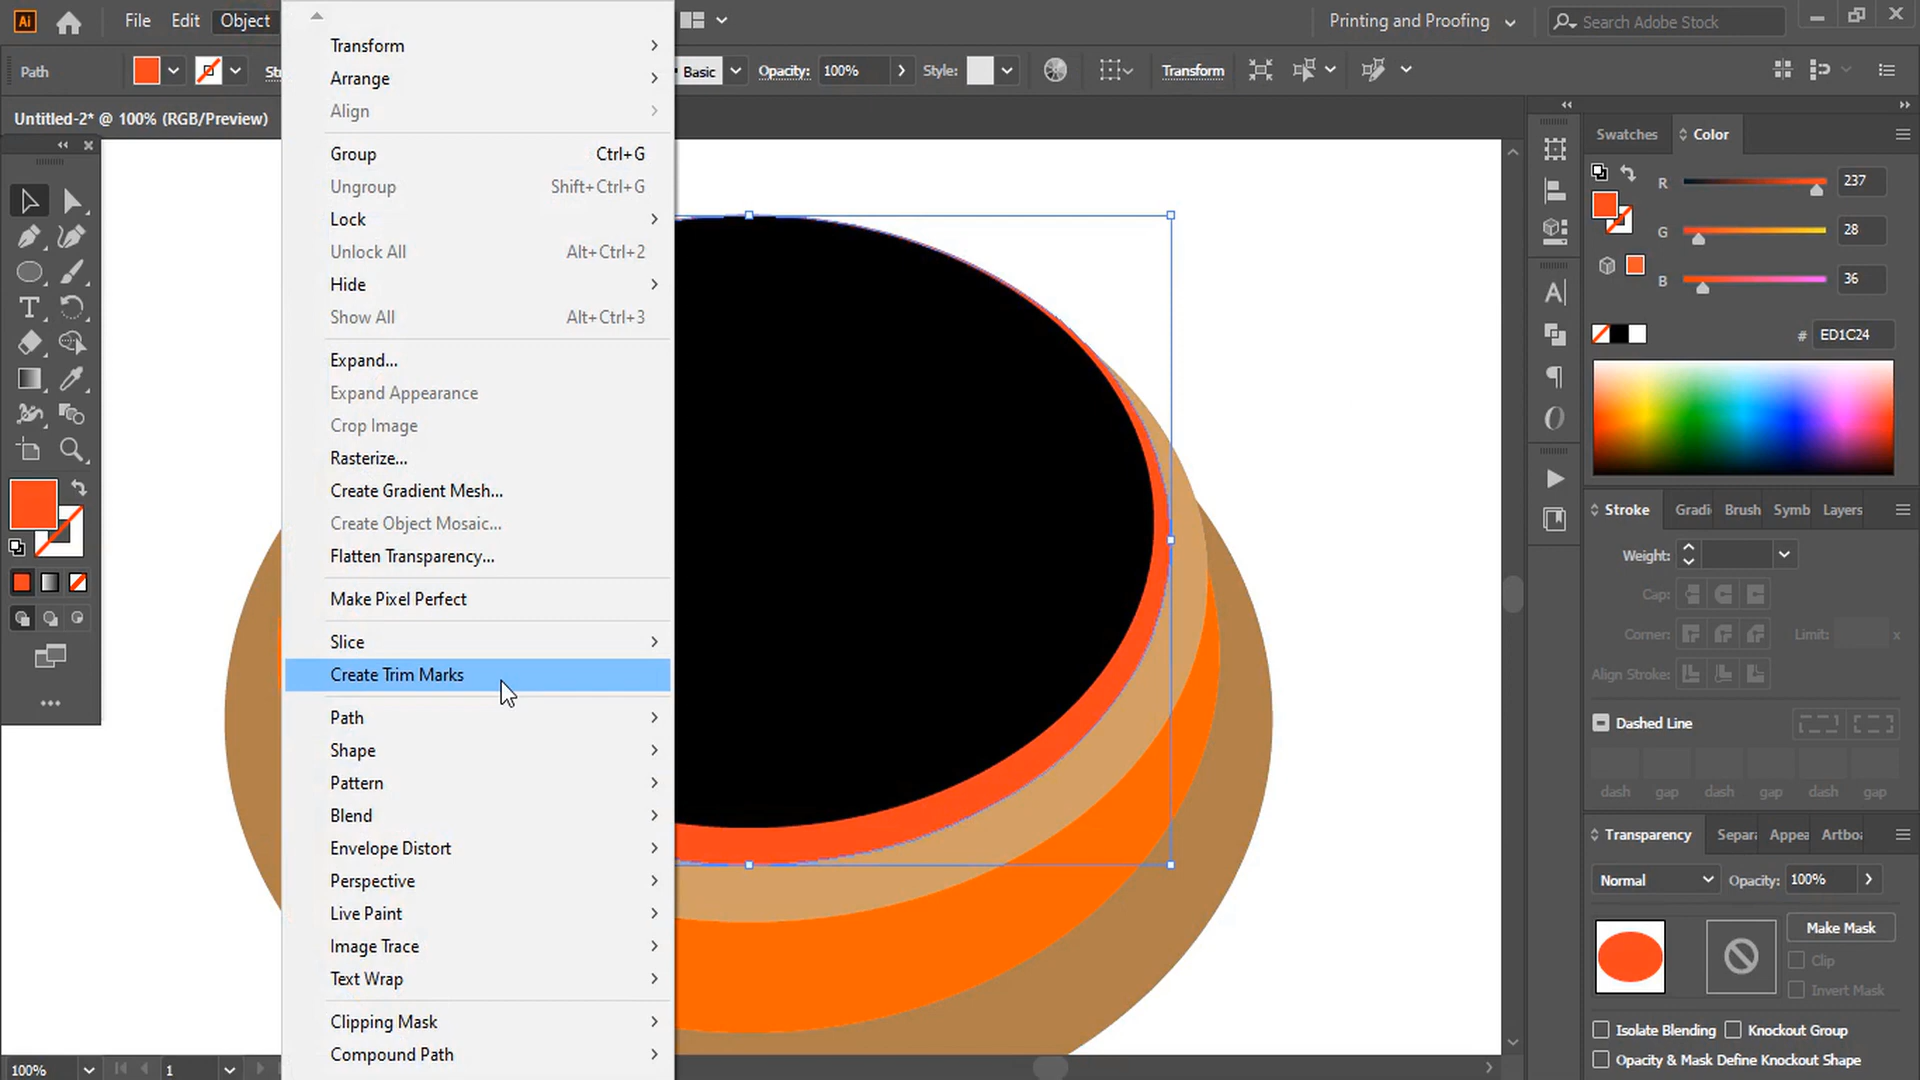 Ai File Edit Object Printing and Proofing Search Adobe Stock
Path Basic Opacity: 100% Style: Transform
Untitled-2* @ 100% (RGB/Preview)
Transform
Arrange
Align
Group Ctrl+G
Ungroup Shift+Ctrl+G
Lock
Unlock All Alt+Ctrl+2
Hide
Show All Alt+Ctrl+3
Expand...
Expand Appearance
Crop Image
Rasterize...
Create Gradient Mesh...
Create Object Mosaic...
Flatten Transparency...
Make Pixel Perfect
Slice
Create Trim Marks
Path
Shape
Pattern
Blend
Envelope Distort
Perspective
Live Paint
Image Trace
Text Wrap
Clipping Mask
Compound Path
Swatches Color
R 237
G 28
B 36
# ED1C24
Stroke Gradi Brush Symb Layers
Weight:
Cap:
Corner: Limit: x
Align Stroke:
Dashed Line
dash gap dash gap dash gap
Transparency Separ Appea Artbo
Normal Opacity: 100%
Make Mask
Clip
Invert Mask
Isolate Blending Knockout Group
Opacity & Mask Define Knockout Shape
100% 1